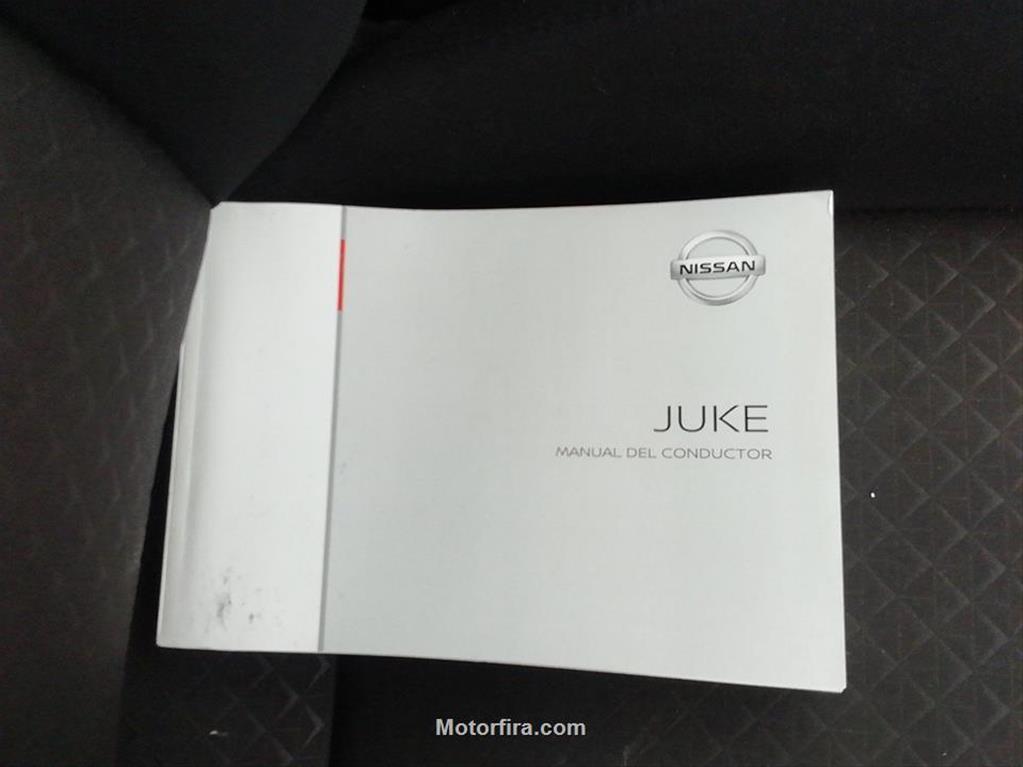 NISSAN
JUKE
MANUAL DEL CONDUCTOR
Motorfira.com